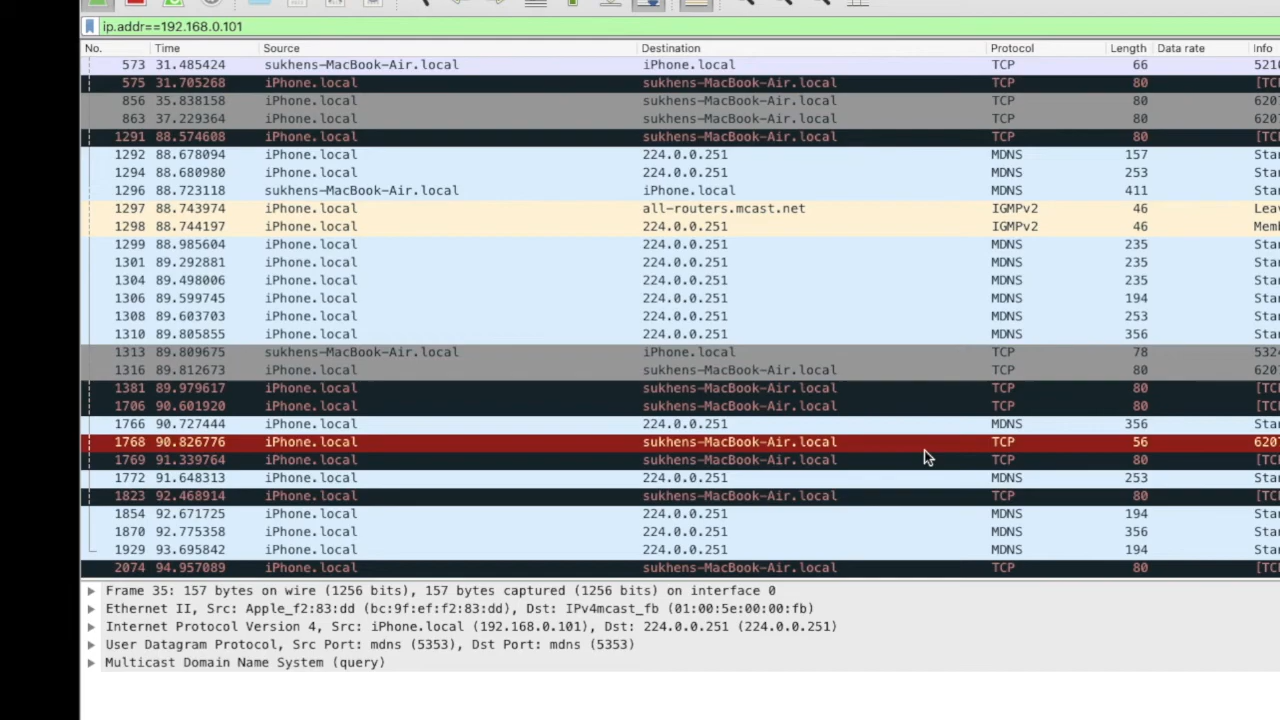 ip.addr==192.168.0.101
No. Time Source Destination Protocol Length Data rate Info
573 31.485424 sukhens-MacBook-Air.local iPhone.local TCP 66 5210
575 31.705268 iPhone.local sukhens-MacBook-Air.local TCP 80 [TCP
856 35.838158 iPhone.local sukhens-MacBook-Air.local TCP 80 6207
863 37.229364 iPhone.local sukhens-MacBook-Air.local TCP 80 6207
1291 88.574608 iPhone.local sukhens-MacBook-Air.local TCP 80 [TCP
1292 88.678094 iPhone.local 224.0.0.251 MDNS 157 Star
1294 88.680980 iPhone.local 224.0.0.251 MDNS 253 Star
1296 88.723118 sukhens-MacBook-Air.local iPhone.local MDNS 411 Star
1297 88.743974 iPhone.local all-routers.mcast.net IGMPv2 46 Leav
1298 88.744197 iPhone.local 224.0.0.251 IGMPv2 46 Memb
1299 88.985604 iPhone.local 224.0.0.251 MDNS 235 Star
1301 89.292881 iPhone.local 224.0.0.251 MDNS 235 Star
1304 89.498006 iPhone.local 224.0.0.251 MDNS 235 Star
1306 89.599745 iPhone.local 224.0.0.251 MDNS 194 Star
1308 89.603703 iPhone.local 224.0.0.251 MDNS 253 Star
1310 89.805855 iPhone.local 224.0.0.251 MDNS 356 Star
1313 89.809675 sukhens-MacBook-Air.local iPhone.local TCP 78 5324
1316 89.812673 iPhone.local sukhens-MacBook-Air.local TCP 80 6207
1381 89.979617 iPhone.local sukhens-MacBook-Air.local TCP 80 [TCP
1706 90.601920 iPhone.local sukhens-MacBook-Air.local TCP 80 [TCP
1766 90.727444 iPhone.local 224.0.0.251 MDNS 356 Star
1768 90.826776 iPhone.local sukhens-MacBook-Air.local TCP 56 6207
1769 91.339764 iPhone.local sukhens-MacBook-Air.local TCP 80 [TCP
1772 91.648313 iPhone.local 224.0.0.251 MDNS 253 Star
1823 92.468914 iPhone.local sukhens-MacBook-Air.local TCP 80 [TCP
1854 92.671725 iPhone.local 224.0.0.251 MDNS 194 Star
1870 92.775358 iPhone.local 224.0.0.251 MDNS 356 Star
1929 93.695842 iPhone.local 224.0.0.251 MDNS 194 Star
2074 94.957089 iPhone.local sukhens-MacBook-Air.local TCP 80 [TCP
Frame 35: 157 bytes on wire (1256 bits), 157 bytes captured (1256 bits) on interface 0
Ethernet II, Src: Apple_f2:83:dd (bc:9f:ef:f2:83:dd), Dst: IPv4mcast_fb (01:00:5e:00:00:fb)
Internet Protocol Version 4, Src: iPhone.local (192.168.0.101), Dst: 224.0.0.251 (224.0.0.251)
User Datagram Protocol, Src Port: mdns (5353), Dst Port: mdns (5353)
Multicast Domain Name System (query)